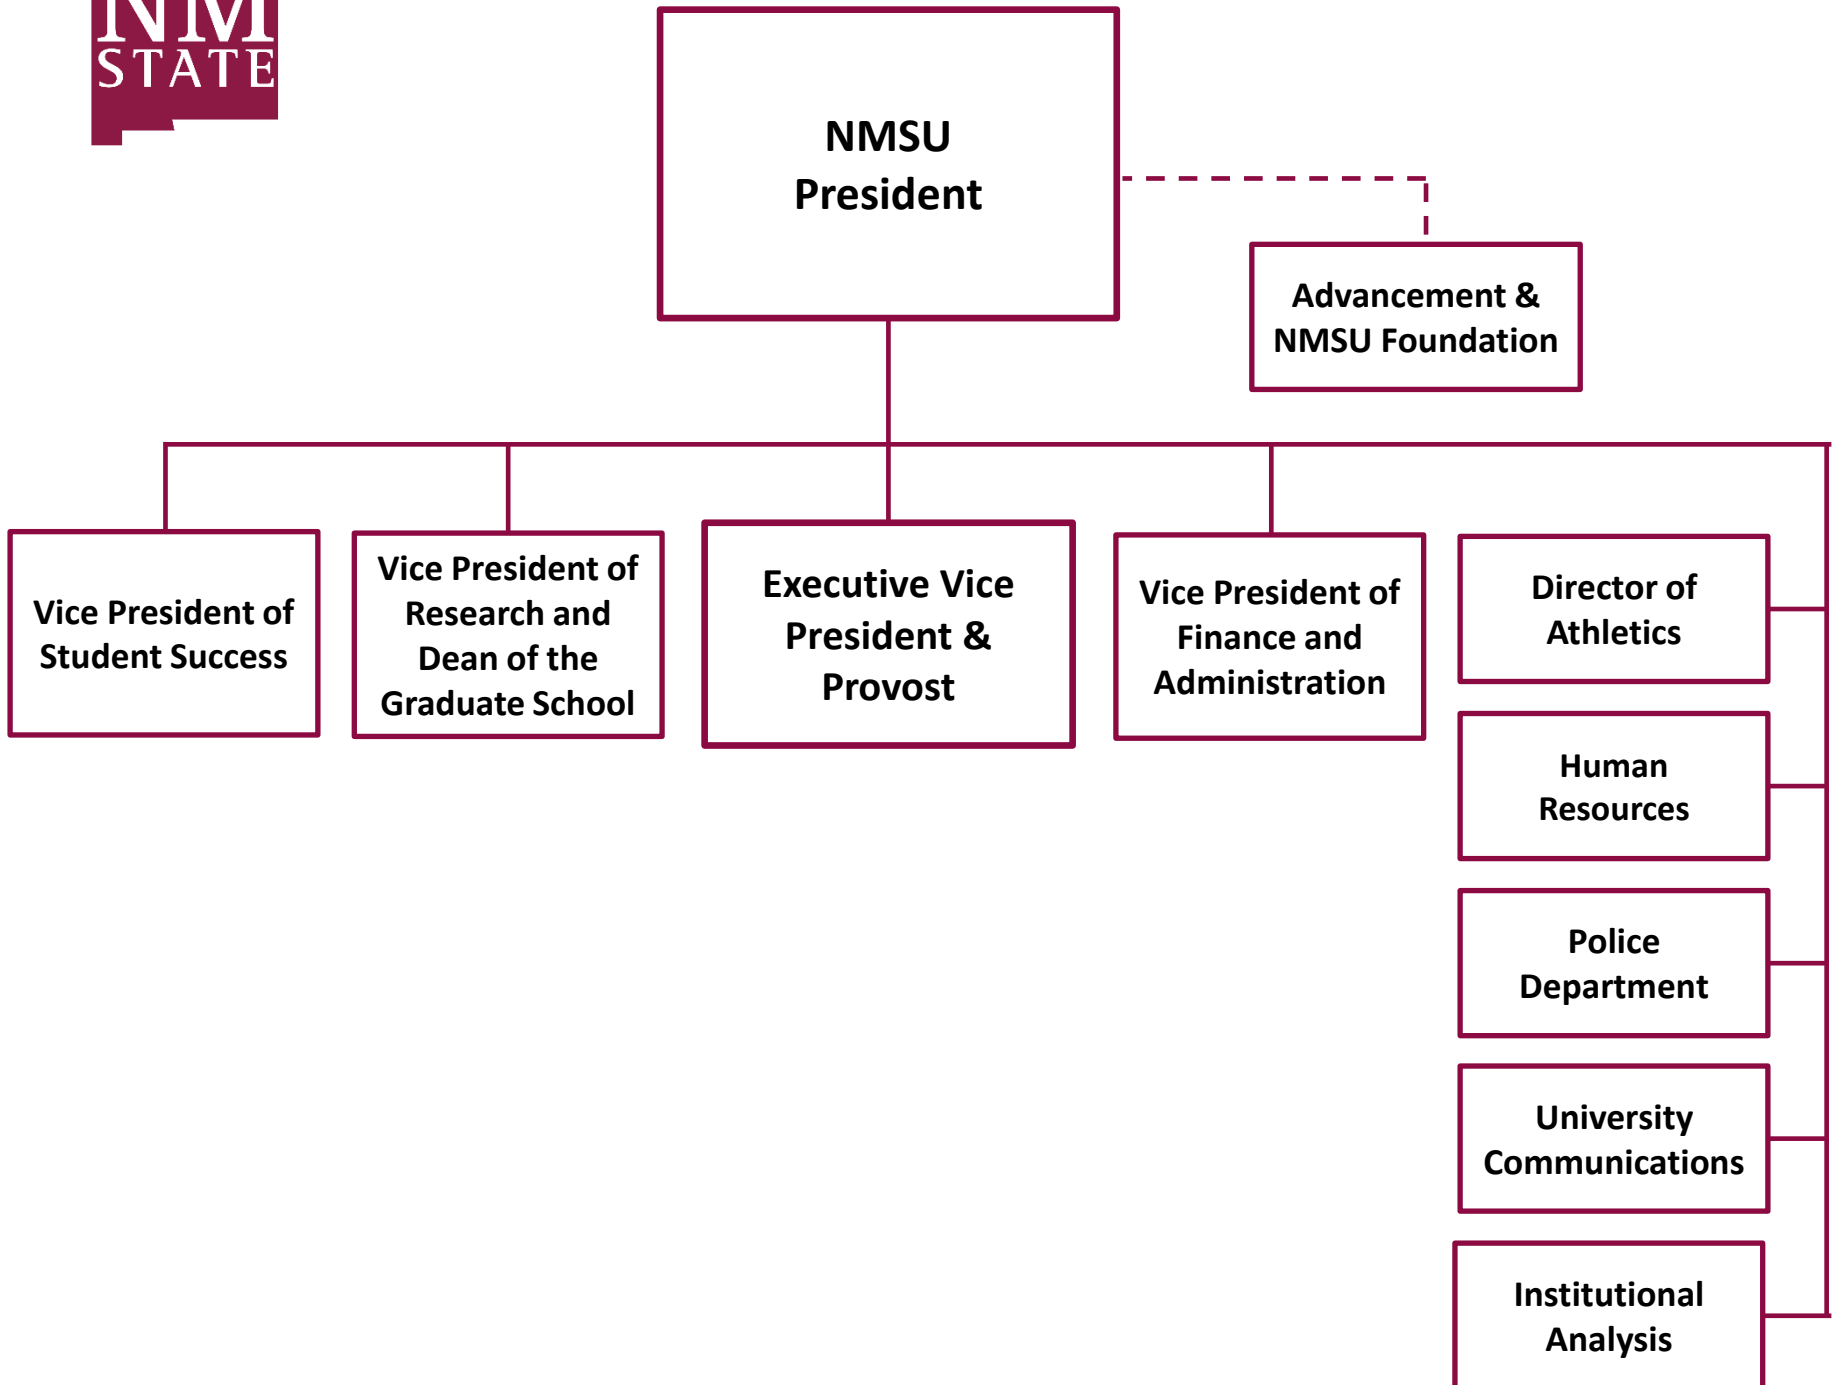 NM
STATE
NMSU
President
Advancement &
NMSU Foundation
Vice President of
Student Success
Vice President of
Research and
Dean of the
Graduate School
Executive Vice
President &
Provost
Vice President of
Finance and
Administration
Director of
Athletics
Human
Resources
Police
Department
University
Communications
Institutional
Analysis